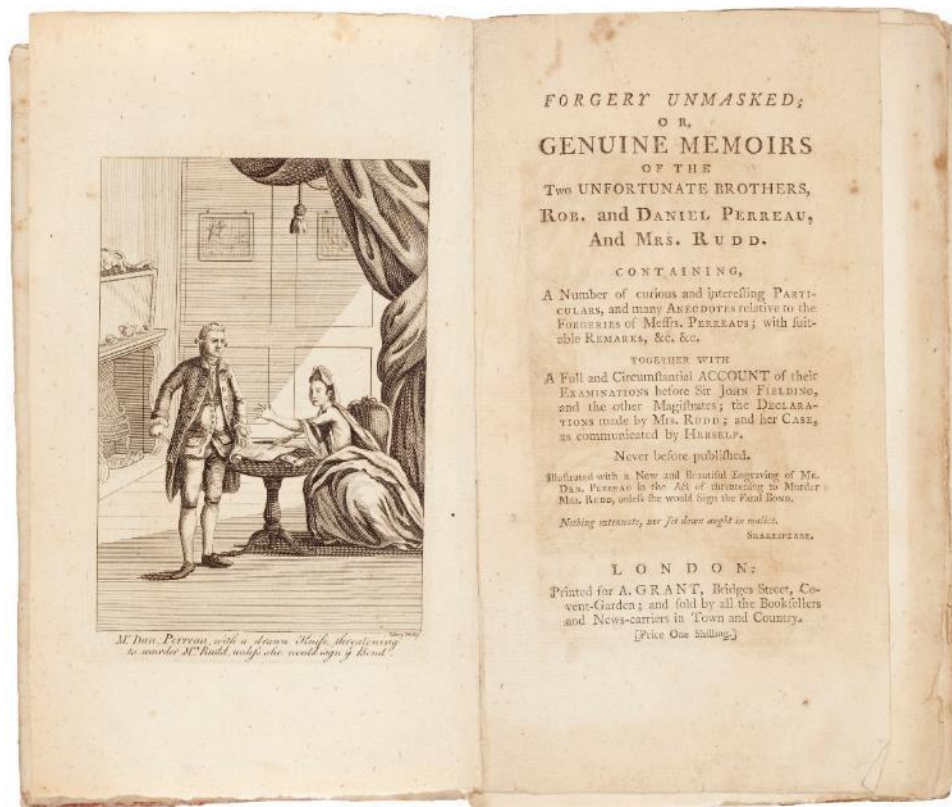 Mr. Dan. Perreau, with a drawn Knife, threatening
to murder Mrs. Rudd, unleſs she would sign ye Bond.
FORGERY UNMASKED;
OR,
GENUINE MEMOIRS
OF THE
Two UNFORTUNATE BROTHERS,
ROB. and DANIEL PERREAU,
And MRS. RUDD.
CONTAINING,
A Number of curious and intereſting PARTI-
CULARS, and many ANECDOTES relative to the
FORGERIES of Meſſrs. PERREAUS; with ſuit-
able REMARKS, &c. &c.
TOGETHER WITH
A Full and Circumſtantial ACCOUNT of their
EXAMINATIONS before Sir JOHN FIELDING,
and the other Magiſtrates; the DECLARA-
TIONS made by Mrs. RUDD; and her CASE,
as communicated by HERSELF.
Never before publiſhed.
Illuſtrated with a New and Beautiful Engraving of MR.
DAN. PERREAU in the Act of threatening to Murder
MRS. RUDD, unleſs ſhe would Sign the Fatal BOND.
Nothing extenuate, nor ſet down aught in malice.
SHAKESPEARE.
LONDON:
Printed for A. GRANT, Bridges Street, Co-
vent-Garden; and ſold by all the Bookſellers
and News-carriers in Town and Country.
[Price One Shilling.]